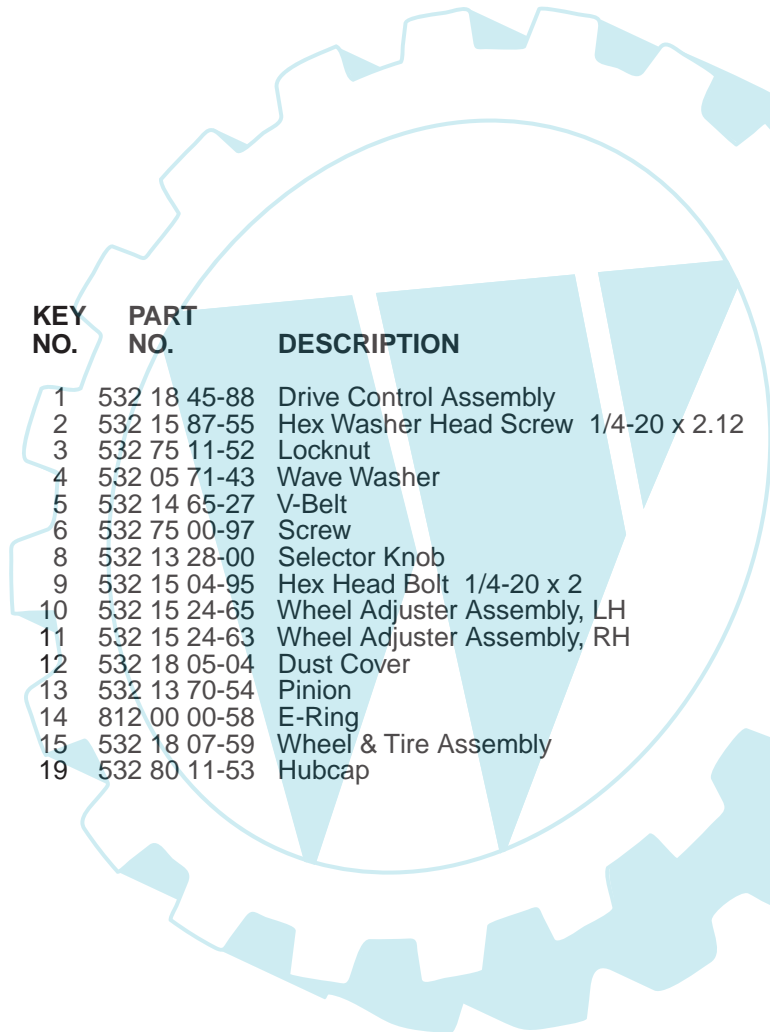 KEY PART
NO. NO. DESCRIPTION
1 532 18 45-88 Drive Control Assembly
2 532 15 87-55 Hex Washer Head Screw 1/4-20 x 2.12
3 532 75 11-52 Locknut
4 532 05 71-43 Wave Washer
5 532 14 65-27 V-Belt
6 532 75 00-97 Screw
8 532 13 28-00 Selector Knob
9 532 15 04-95 Hex Head Bolt 1/4-20 x 2
10 532 15 24-65 Wheel Adjuster Assembly, LH
11 532 15 24-63 Wheel Adjuster Assembly, RH
12 532 18 05-04 Dust Cover
13 532 13 70-54 Pinion
14 812 00 00-58 E-Ring
15 532 18 07-59 Wheel & Tire Assembly
19 532 80 11-53 Hubcap